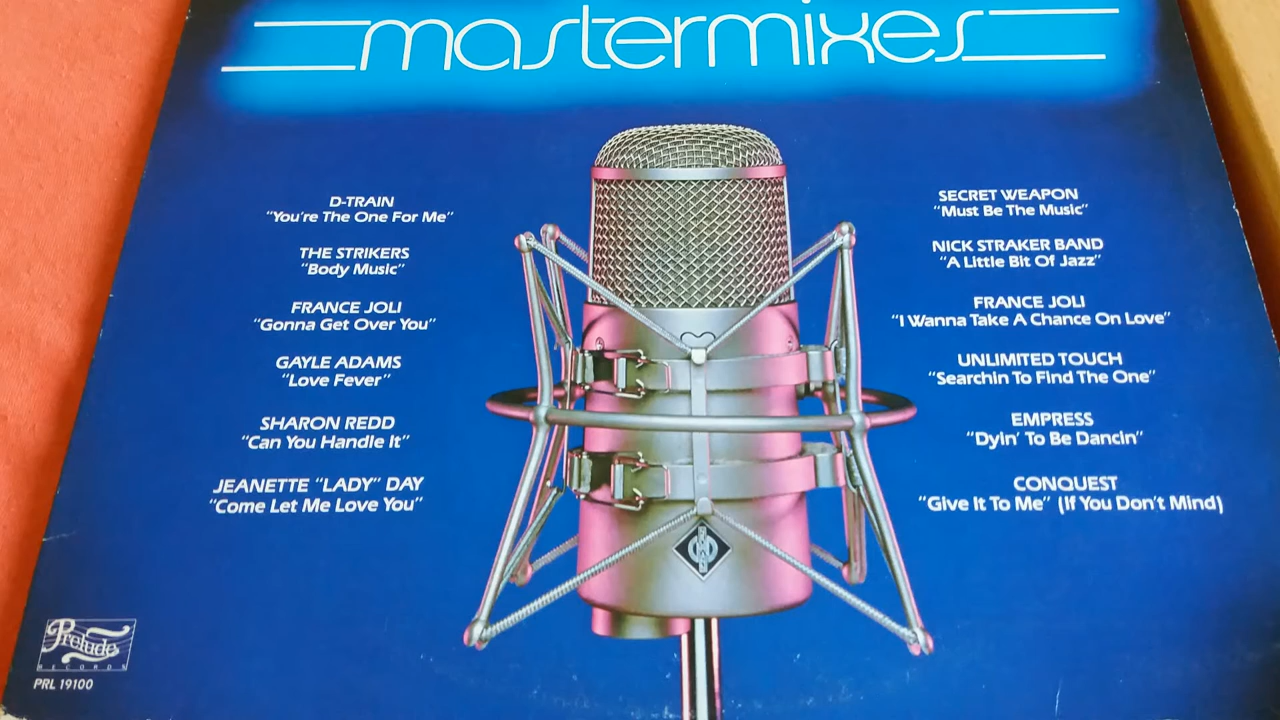 mastermixes
D-TRAIN
"You're The One For Me"
THE STRIKERS
"Body Music"
FRANCE JOLI
"Gonna Get Over You"
GAYLE ADAMS
"Love Fever"
SHARON REDD
"Can You Handle It"
JEANETTE "LADY" DAY
"Come Let Me Love You"
SECRET WEAPON
"Must Be The Music"
NICK STRAKER BAND
"A Little Bit Of Jazz"
FRANCE JOLI
"I Wanna Take A Chance On Love"
UNLIMITED TOUCH
"Searchin To Find The One"
EMPRESS
"Dyin' To Be Dancin"
CONQUEST
"Give It To Me" (If You Don't Mind)
Prelude
RECORDS
PRL 19100